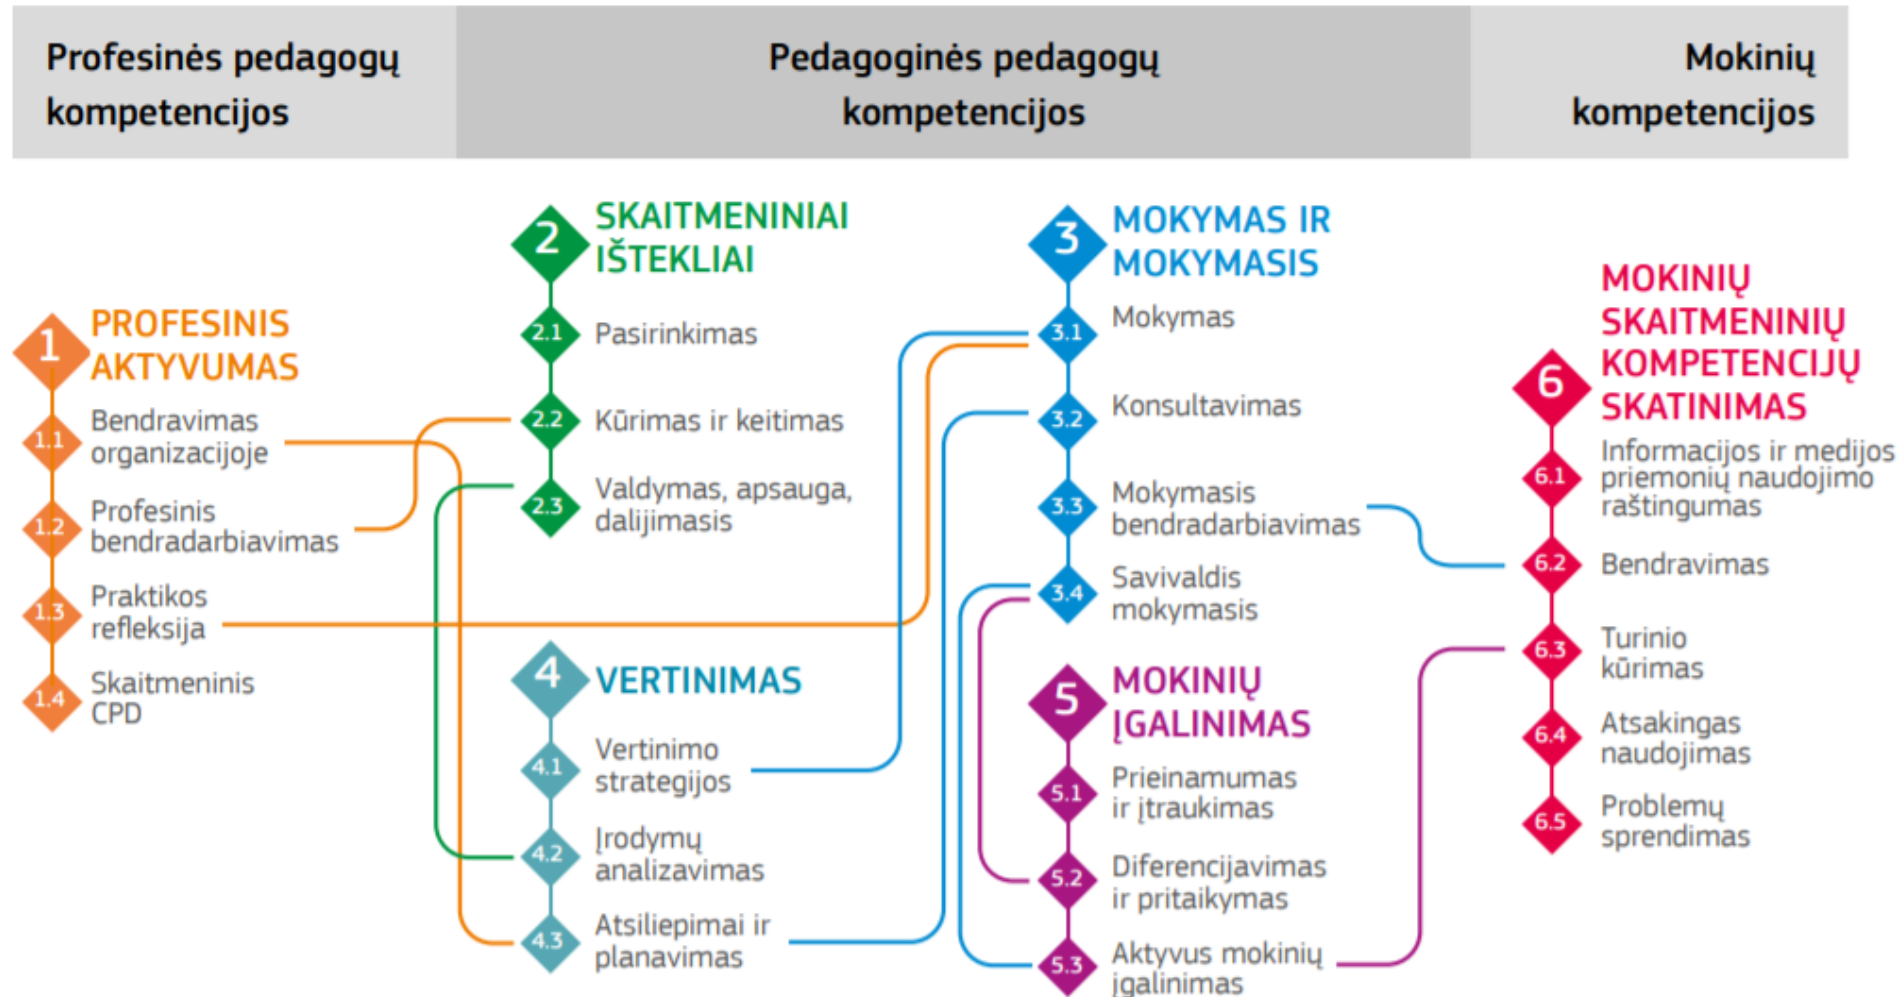 Profesinės pedagogų
kompetencijos
Pedagoginės pedagogų
kompetencijos
Mokinių
kompetencijos
1
PROFESINIS
AKTYVUMAS
1.1
Bendravimas
organizacijoje
1.2
Profesinis
bendradarbiavimas
1.3
Praktikos
refleksija
1.4
Skaitmeninis
CPD
2
SKAITMENINIAI
IŠTEKLIAI
2.1
Pasirinkimas
2.2
Kūrimas ir keitimas
2.3
Valdymas, apsauga,
dalijimasis
4
VERTINIMAS
4.1
Vertinimo
strategijos
4.2
Įrodymų
analizavimas
4.3
Atsiliepimai ir
planavimas
3
MOKYMAS IR
MOKYMASIS
3.1
Mokymas
3.2
Konsultavimas
3.3
Mokymasis
bendradarbiavimas
3.4
Savivaldis
mokymasis
5
MOKINIŲ
ĮGALINIMAS
5.1
Prieinamumas
ir įtraukimas
5.2
Diferencijavimas
ir pritaikymas
5.3
Aktyvus mokinių
įgalinimas
6
MOKINIŲ
SKAITMENINIŲ
KOMPETENCIJŲ
SKATINIMAS
6.1
Informacijos ir medijos
priemonių naudojimo
raštingumas
6.2
Bendravimas
6.3
Turinio
kūrimas
6.4
Atsakingas
naudojimas
6.5
Problemų
sprendimas